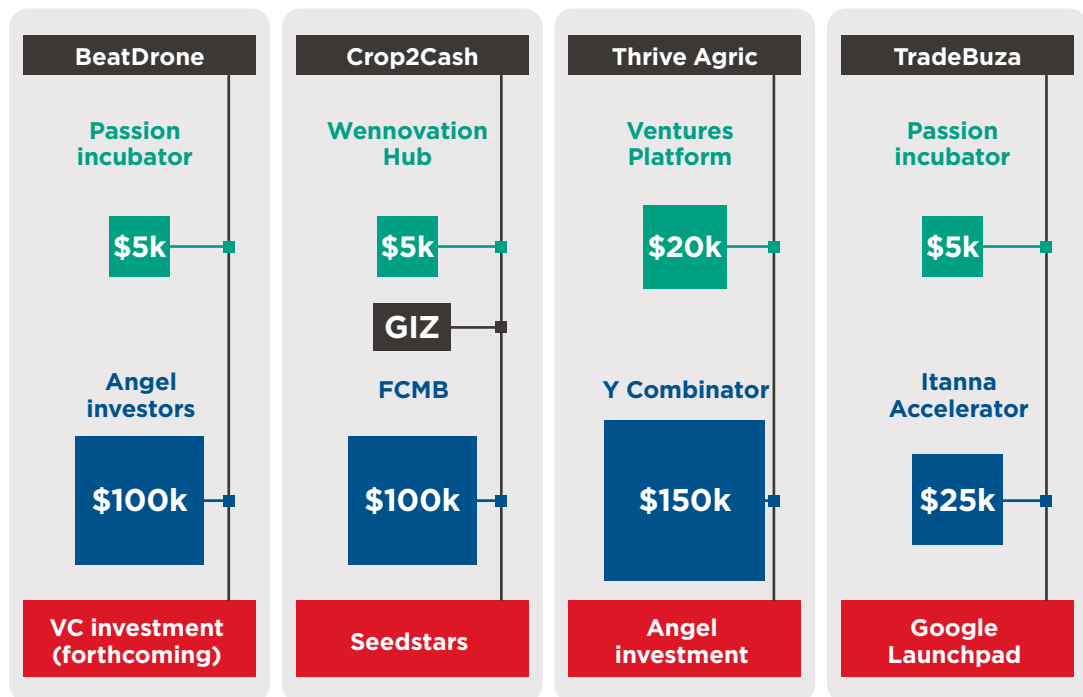 BeatDrone
Passion
incubator
$5k
Angel
investors
$100k
VC investment
(forthcoming)
Crop2Cash
Wennovation
Hub
$5k
GIZ
FCMB
$100k
Seedstars
Thrive Agric
Ventures
Platform
$20k
Y Combinator
$150k
Angel
investment
TradeBuza
Passion
incubator
$5k
Itanna
Accelerator
$25k
Google
Launchpad